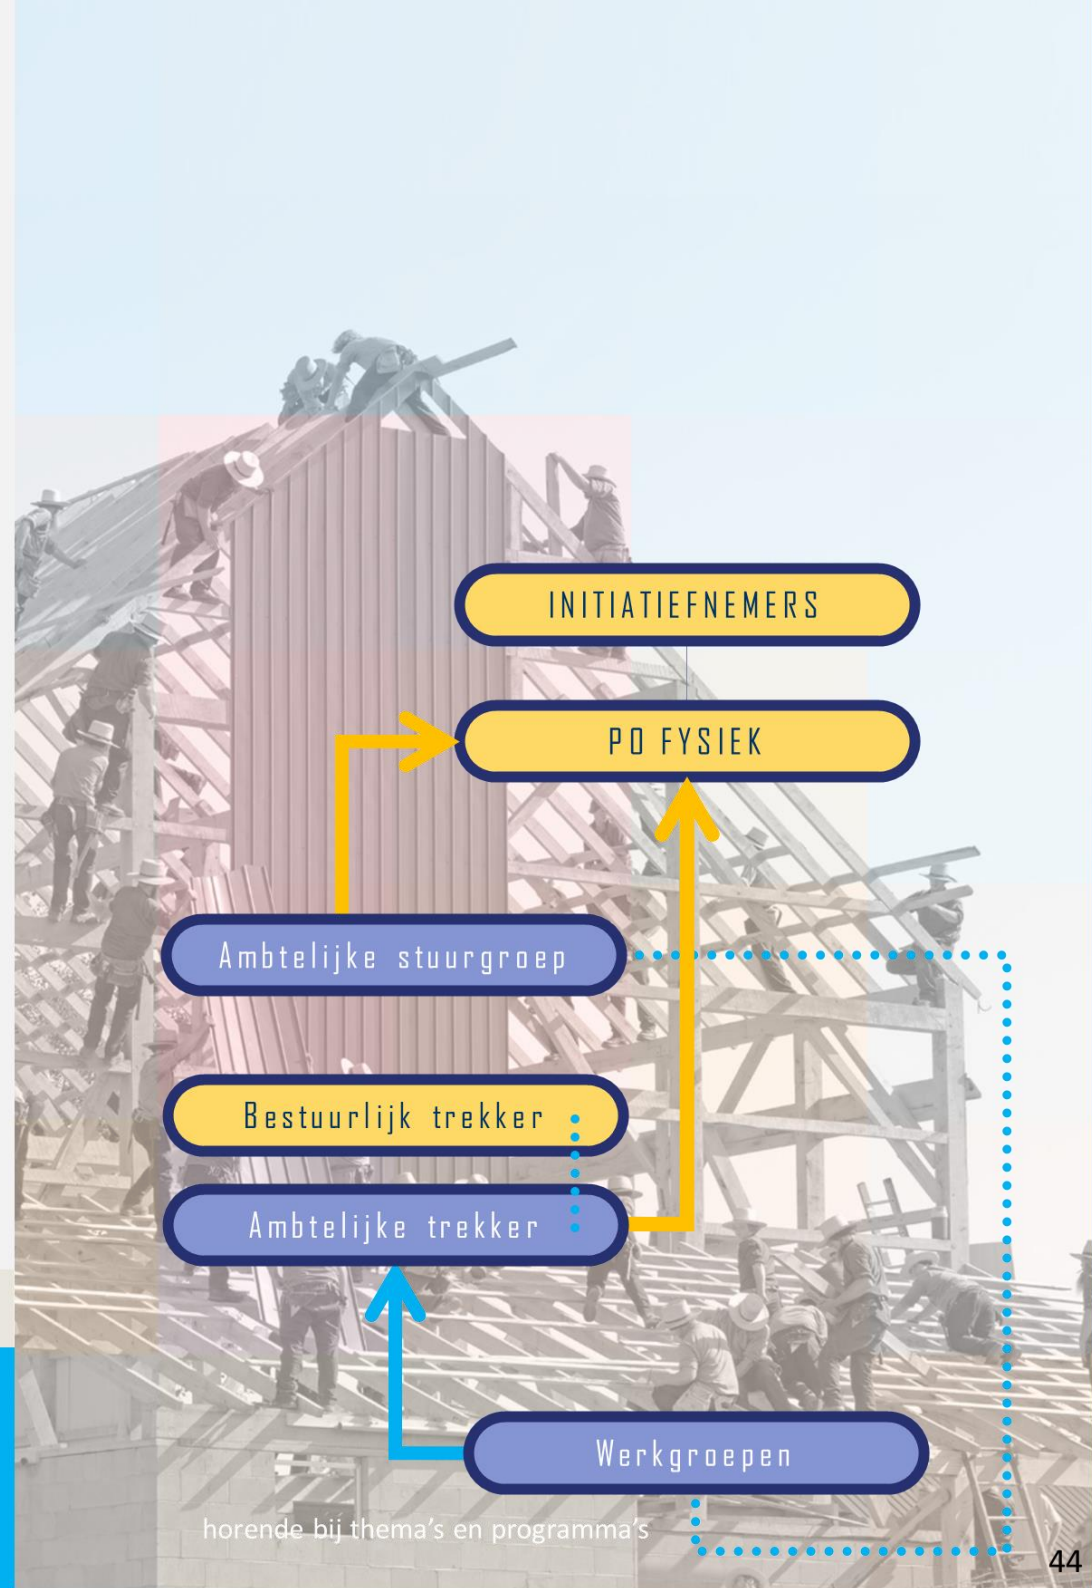 INITIATIEFNEMERS
PO FYSIEK
Ambtelijke stuurgroep
Bestuurlijk trekker
Ambtelijke trekker
Werkgroepen
horende bij thema's en programma's
44